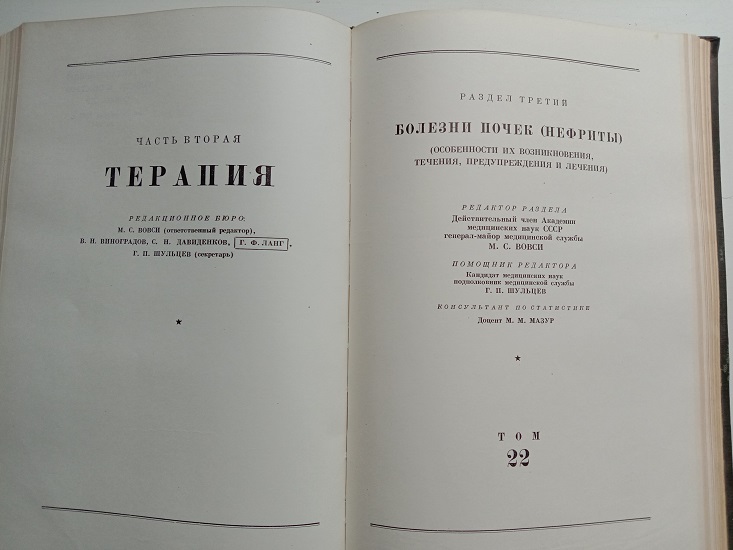 ЧАСТЬ ВТОРАЯ
ТЕРАПИЯ
РЕДАКЦИОННОЕ БЮРО:
М. С. ВОВСИ (ответственный редактор),
В. Н. ВИНОГРАДОВ, С. Н. ДАВИДЕНКОВ, Г. Ф. ЛАНГ,
Г. П. ШУЛЬЦЕВ (секретарь)
★
РАЗДЕЛ ТРЕТИЙ
БОЛЕЗНИ ПОЧЕК (НЕФРИТЫ)
(ОСОБЕННОСТИ ИХ ВОЗНИКНОВЕНИЯ,
ТЕЧЕНИЯ, ПРЕДУПРЕЖДЕНИЯ И ЛЕЧЕНИЯ)
РЕДАКТОР РАЗДЕЛА
Действительный член Академии
медицинских наук СССР
генерал-майор медицинской службы
М. С. ВОВСИ
ПОМОЩНИК РЕДАКТОРА
Кандидат медицинских наук
подполковник медицинской службы
Г. П. ШУЛЬЦЕВ
КОНСУЛЬТАНТ ПО СТАТИСТИКЕ
Доцент М. М. МАЗУР
★
ТОМ
22